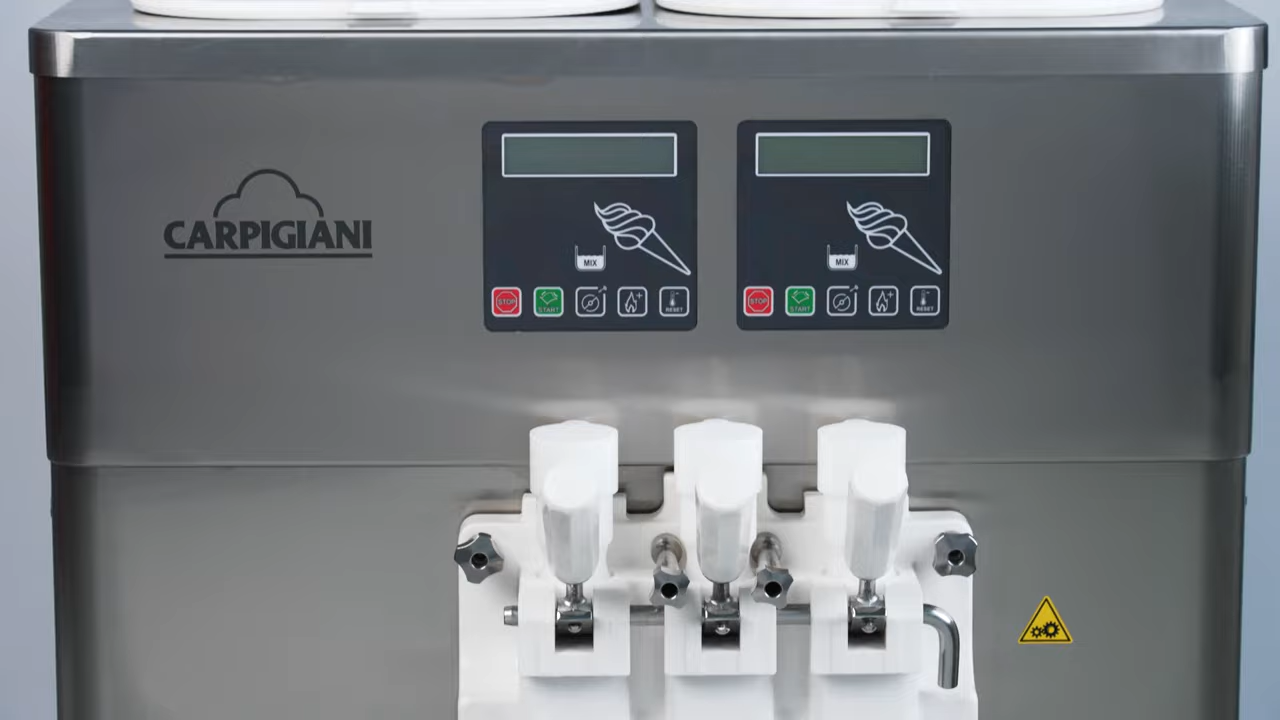 CARPIGIANI
MIX
STOP
START
RESET
MIX
STOP
START
RESET